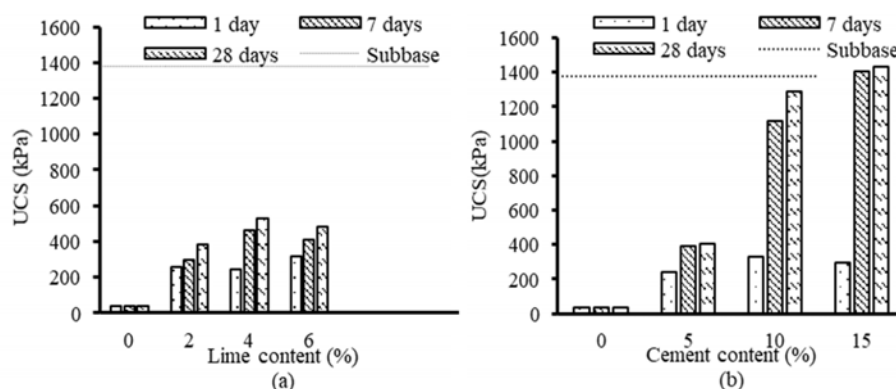 1 day 7 days
28 days Subbase
1600
1400
1200
1000
800
600
400
200
0
UCS (kPa)
0 2 4 6
Lime content (%)
(a)
1 day 7 days
28 days Subbase
1600
1400
1200
1000
800
600
400
200
0
UCS(kPa)
0 5 10 15
Cement content (%)
(b)